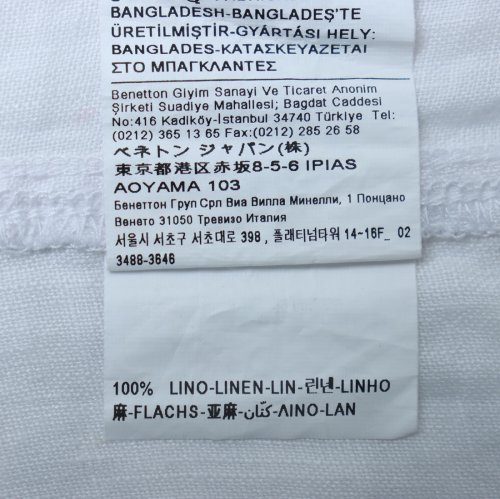 BANGLADESH-BANGLADEŞ'TE
ÜRETİLMİŞTİR-GYÁRTÁSI HELY:
BANGLADES-ΚΑΤΑΣΚΕΥΑΖΕΤΑΙ
ΣΤΟ ΜΠΑΓΚΛΑΝΤΕΣ
Benetton Giyim Sanayi Ve Ticaret Anonim
Şirketi Suadiye Mahallesi; Bagdat Caddesi
No:416 Kadiköy-İstanbul 34740 Türkiye Tel:
(0212) 365 13 65 Fax:(0212) 285 26 58
ベネトン ジャパン(株)
東京都港区赤坂8-5-6 IPIAS
AOYAMA 103
Бенеттон Груп Срл Виа Вилла Минелли, 1 Понцано
Венето 31050 Тревизо Италия
서울시 서초구 서초대로 398 , 플래티넘타워 14-16F_ 02
3488-3646
100% LINO-LINEN-LIN-린넨-LINHO
麻-FLACHS-亚麻-كتّان-ΛΙΝΟ-LAN